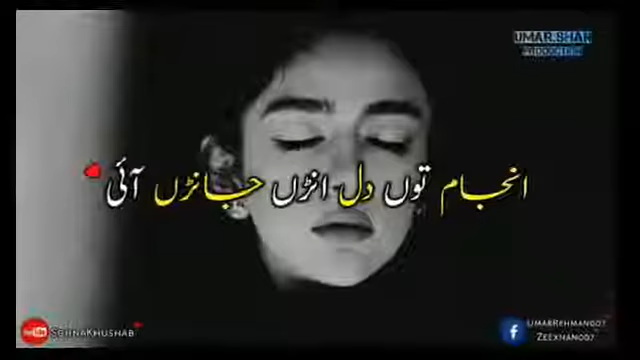 UMAR.SHAH
PRODUCTION
انجام توں دل انڑں جانڑں آئی
SOHNAKHUSHAB
UMARREHMAN007
ZEEXHAN007